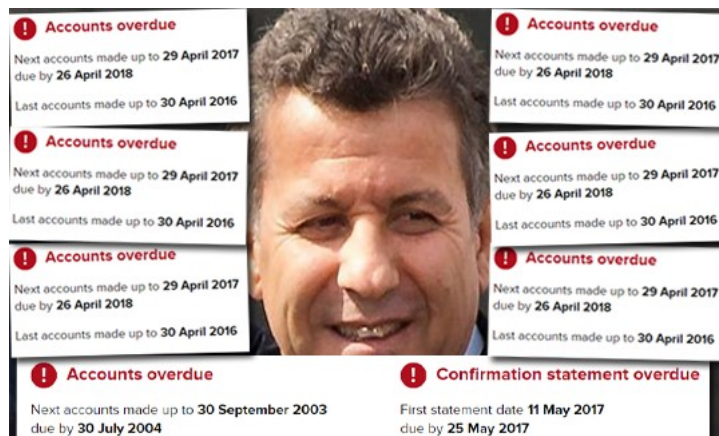 Accounts overdue
Next accounts made up to 29 April 2017
due by 26 April 2018
Last accounts made up to 30 April 2016
Accounts overdue
Next accounts made up to 29 April 2017
due by 26 April 2018
Last accounts made up to 30 April 2016
Accounts overdue
Next accounts made up to 29 April 2017
due by 26 April 2018
Last accounts made up to 30 April 2016
Accounts overdue
Next accounts made up to 29 April 2017
due by 26 April 2018
Last accounts made up to 30 April 2016
Accounts overdue
Next accounts made up to 29 April 2017
due by 26 April 2018
Last accounts made up to 30 April 2016
Accounts overdue
Next accounts made up to 29 April 2017
due by 26 April 2018
Last accounts made up to 30 April 2016
Accounts overdue
Next accounts made up to 30 September 2003
due by 30 July 2004
Confirmation statement overdue
First statement date 11 May 2017
due by 25 May 2017